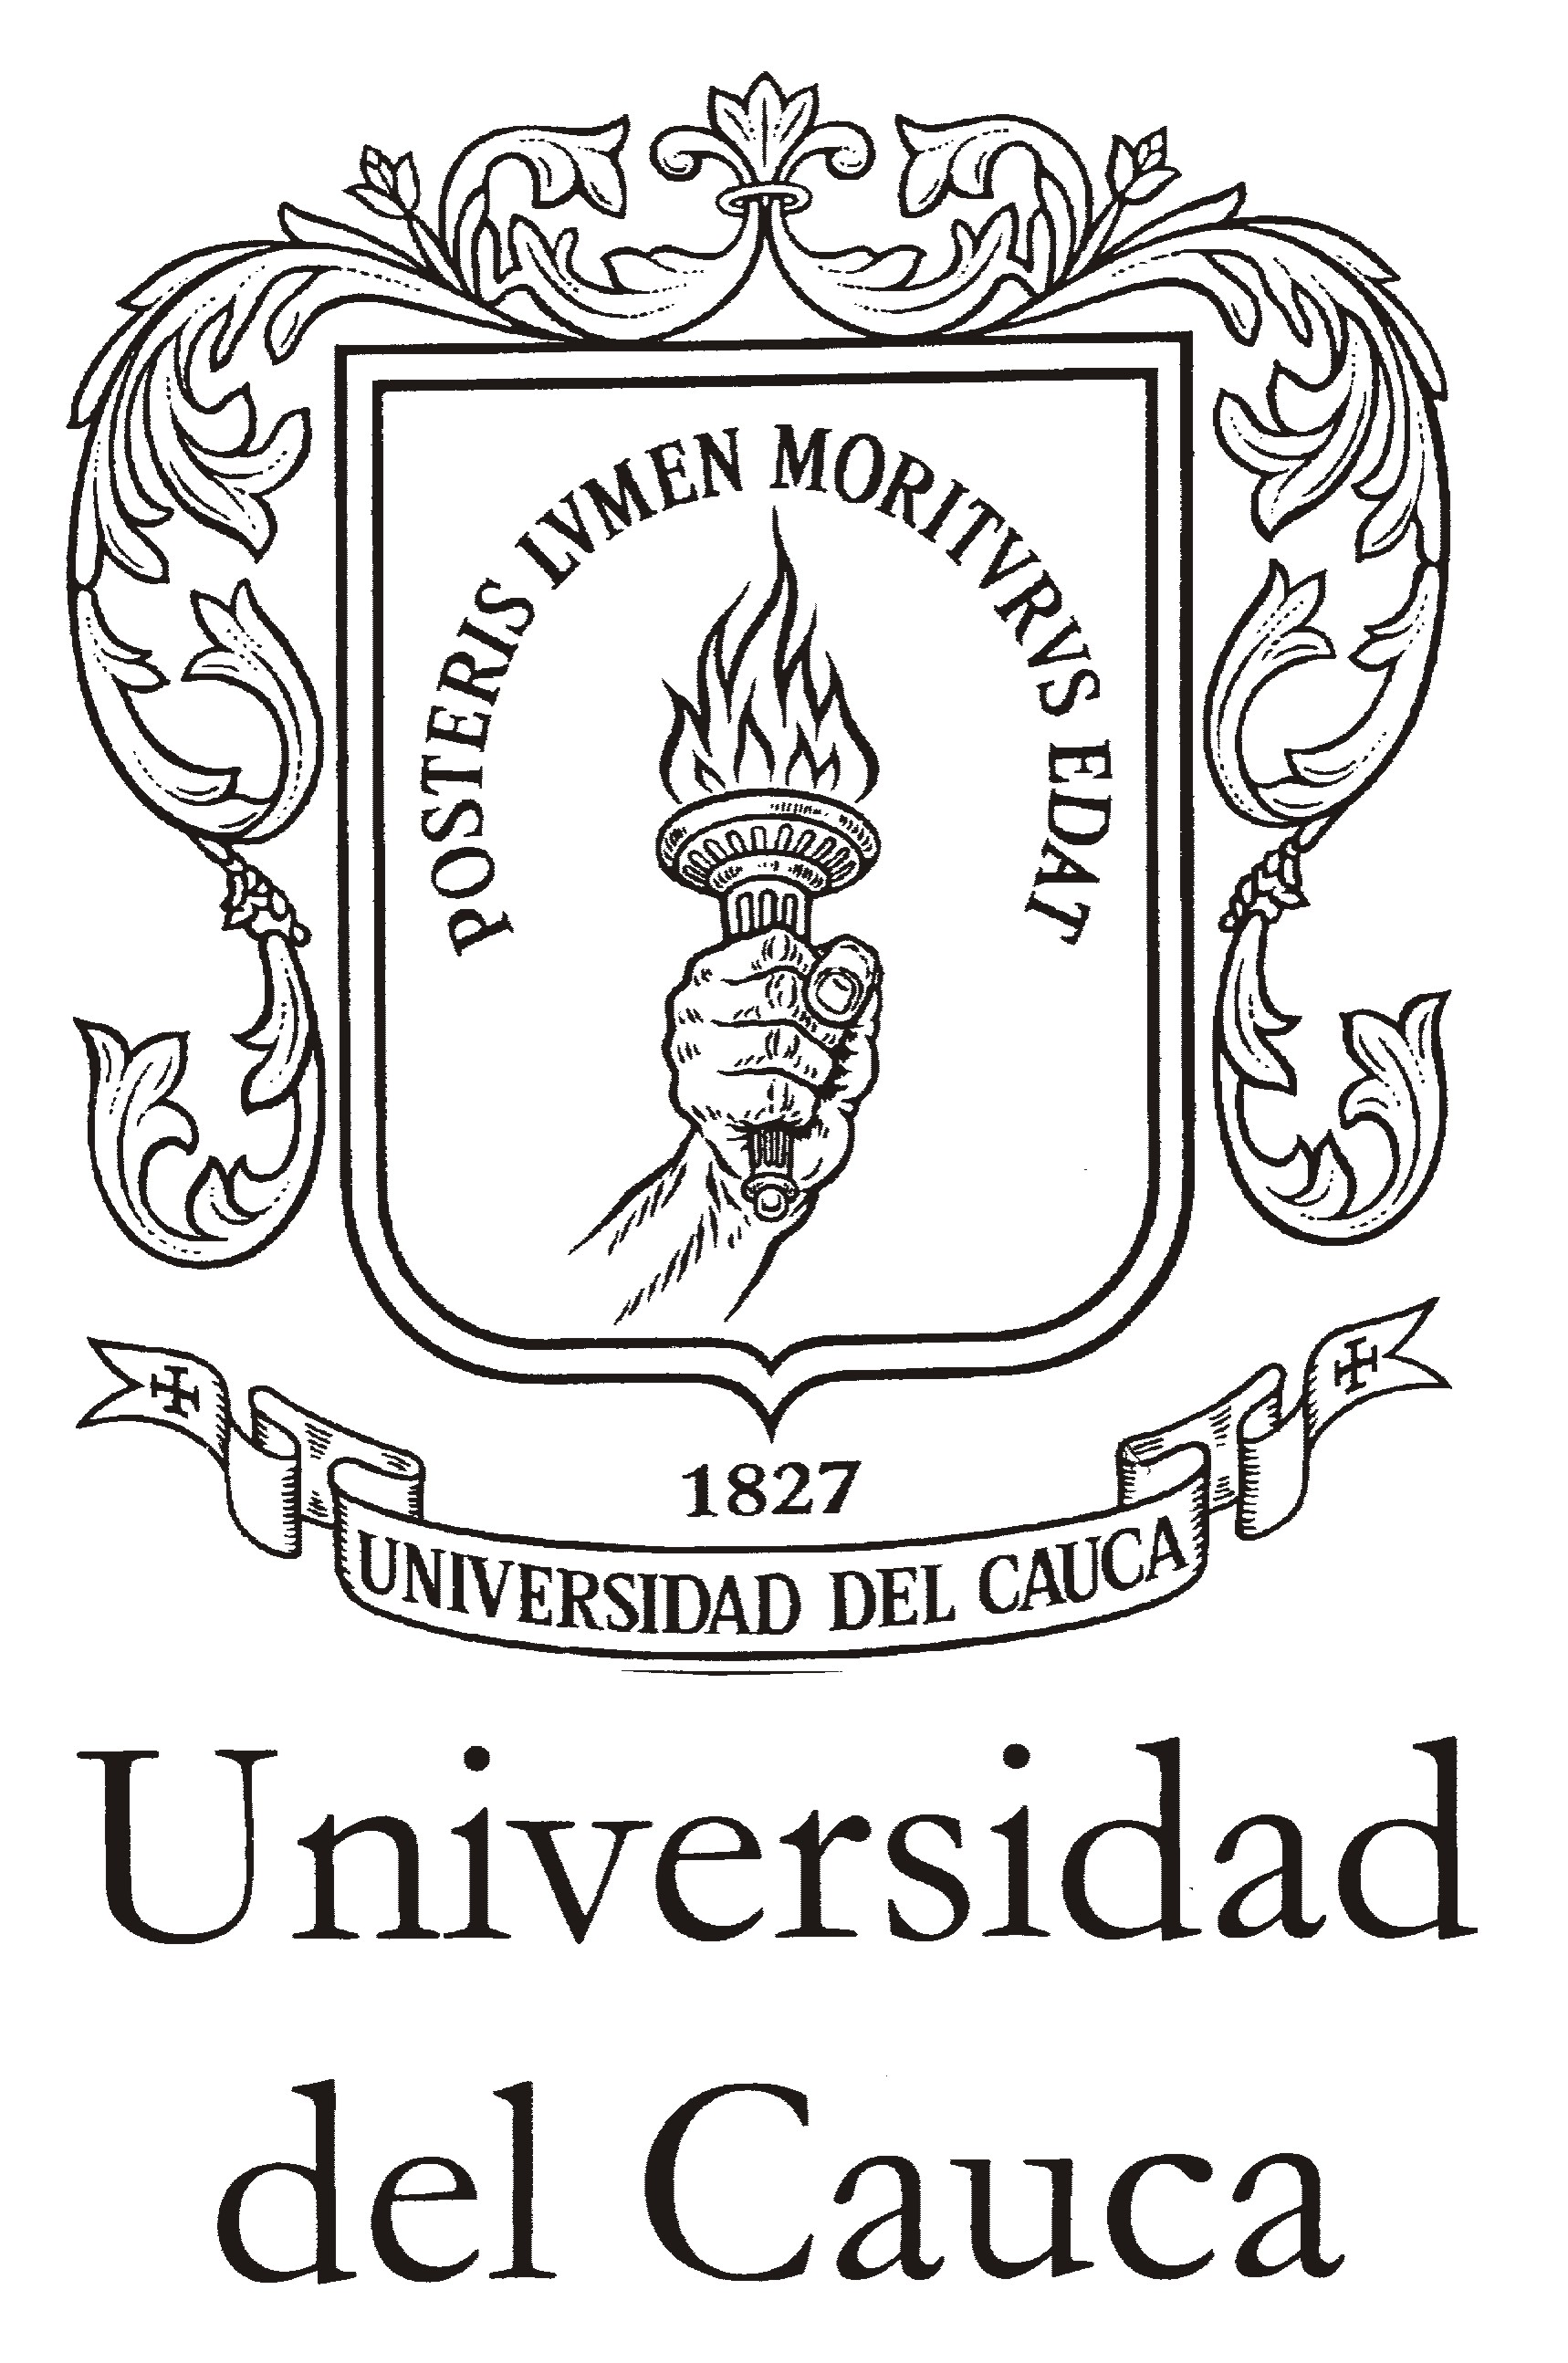 POSTERIS LVMEN MORITVRVS EDAT
1827
UNIVERSIDAD DEL CAUCA
Universidad
del Cauca